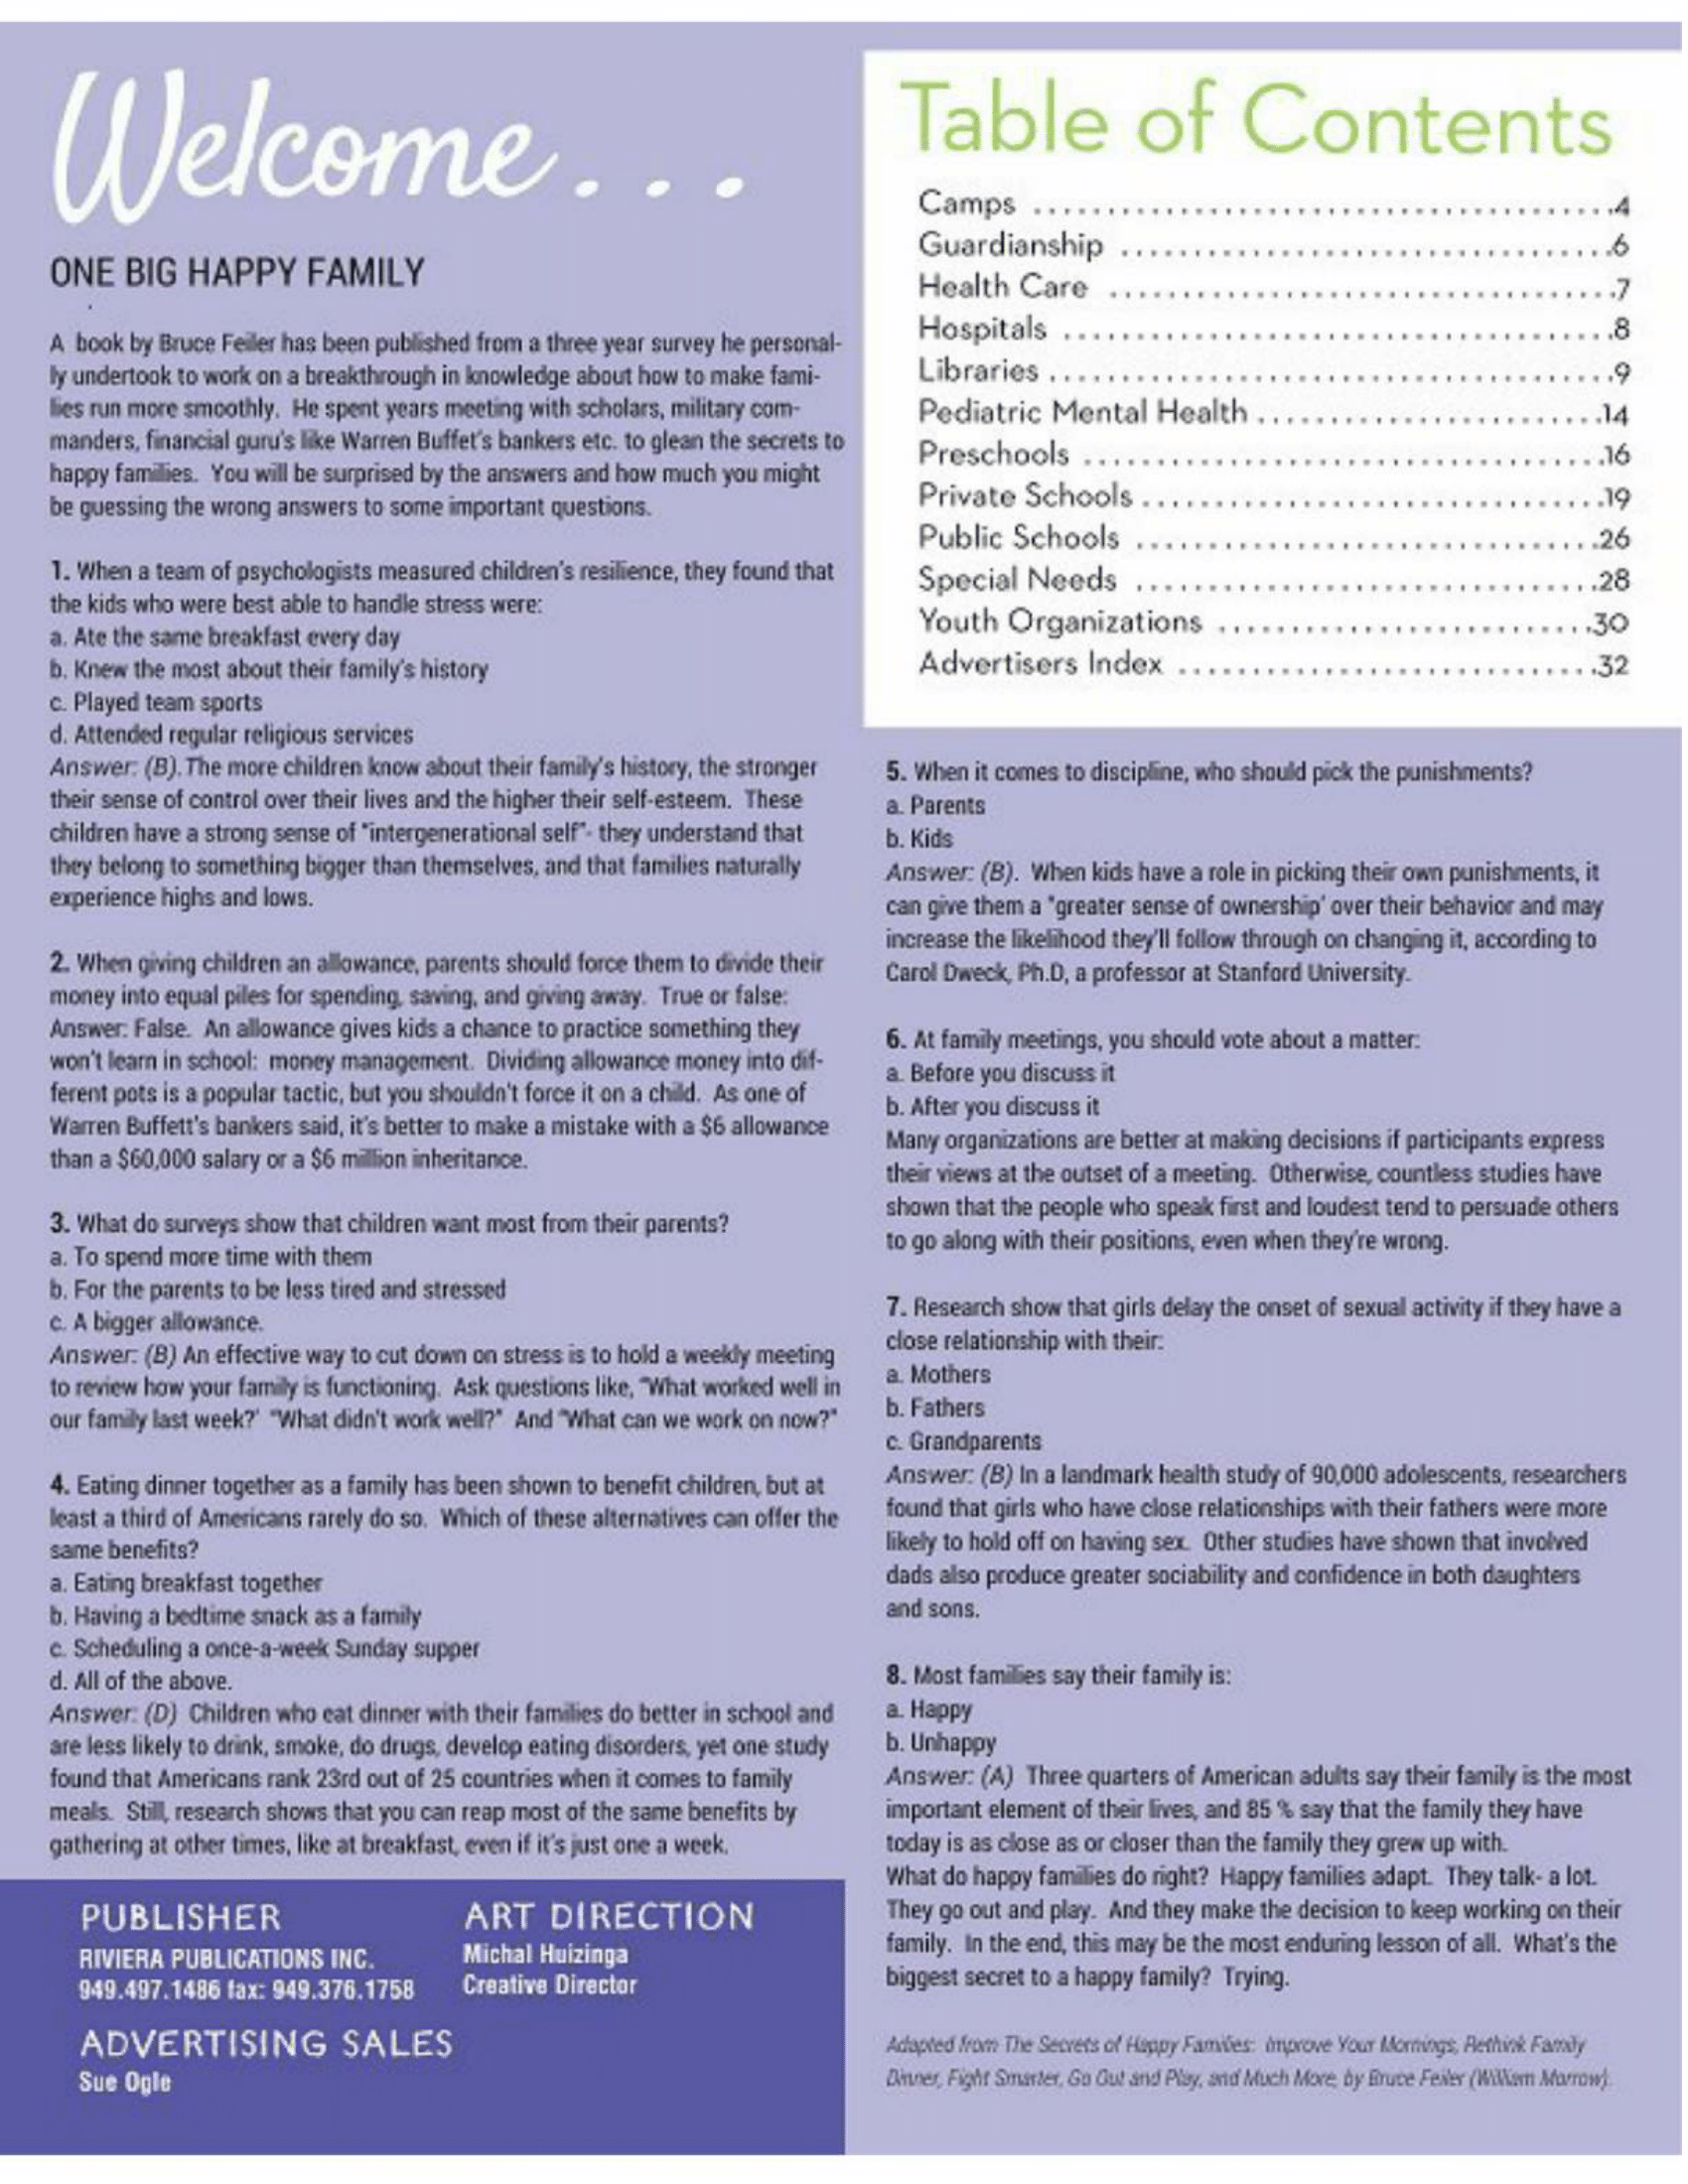 Welcome...
ONE BIG HAPPY FAMILY
A book by Bruce Feiler has been published from a three year survey he personal-
ly undertook to work on a breakthrough in knowledge about how to make fami-
lies run more smoothly. He spent years meeting with scholars, military com-
manders, financial guru's like Warren Buffet's bankers etc. to glean the secrets to
happy families. You will be surprised by the answers and how much you might
be guessing the wrong answers to some important questions.
1. When a team of psychologists measured children's resilience, they found that
the kids who were best able to handle stress were:
a. Ate the same breakfast every day
b. Knew the most about their family's history
c. Played team sports
d. Attended regular religious services
Answer: (B). The more children know about their family's history, the stronger
their sense of control over their lives and the higher their self-esteem. These
children have a strong sense of "intergenerational self"- they understand that
they belong to something bigger than themselves, and that families naturally
experience highs and lows.
2. When giving children an allowance, parents should force them to divide their
money into equal piles for spending, saving, and giving away. True or false:
Answer: False. An allowance gives kids a chance to practice something they
won't learn in school: money management. Dividing allowance money into dif-
ferent pots is a popular tactic, but you shouldn't force it on a child. As one of
Warren Buffett's bankers said, it's better to make a mistake with a $6 allowance
than a $60,000 salary or a $6 million inheritance.
3. What do surveys show that children want most from their parents?
a. To spend more time with them
b. For the parents to be less tired and stressed
c. A bigger allowance.
Answer: (B) An effective way to cut down on stress is to hold a weekly meeting
to review how your family is functioning. Ask questions like, "What worked well in
our family last week?' "What didn't work well?" And "What can we work on now?"
4. Eating dinner together as a family has been shown to benefit children, but at
least a third of Americans rarely do so. Which of these alternatives can offer the
same benefits?
a. Eating breakfast together
b. Having a bedtime snack as a family
c. Scheduling a once-a-week Sunday supper
d. All of the above.
Answer: (D) Children who eat dinner with their families do better in school and
are less likely to drink, smoke, do drugs, develop eating disorders, yet one study
found that Americans rank 23rd out of 25 countries when it comes to family
meals. Still, research shows that you can reap most of the same benefits by
gathering at other times, like at breakfast, even if it's just one a week.
PUBLISHER
RIVIERA PUBLICATIONS INC.
949.497.1486 fax: 949.376.1758
ART DIRECTION
Michal Huizinga
Creative Director
ADVERTISING SALES
Sue Ogle
Table of Contents
Camps ........................................4
Guardianship ..................................6
Health Care ...................................7
Hospitals ......................................8
Libraries .......................................9
Pediatric Mental Health ........................14
Preschools ....................................16
Private Schools ................................19
Public Schools ................................26
Special Needs ................................28
Youth Organizations ..........................30
Advertisers Index .............................32
5. When it comes to discipline, who should pick the punishments?
a. Parents
b. Kids
Answer: (B). When kids have a role in picking their own punishments, it
can give them a "greater sense of ownership' over their behavior and may
increase the likelihood they'll follow through on changing it, according to
Carol Dweck, Ph.D, a professor at Stanford University.
6. At family meetings, you should vote about a matter:
a. Before you discuss it
b. After you discuss it
Many organizations are better at making decisions if participants express
their views at the outset of a meeting. Otherwise, countless studies have
shown that the people who speak first and loudest tend to persuade others
to go along with their positions, even when they're wrong.
7. Research show that girls delay the onset of sexual activity if they have a
close relationship with their:
a. Mothers
b. Fathers
c. Grandparents
Answer: (B) In a landmark health study of 90,000 adolescents, researchers
found that girls who have close relationships with their fathers were more
likely to hold off on having sex. Other studies have shown that involved
dads also produce greater sociability and confidence in both daughters
and sons.
8. Most families say their family is:
a. Happy
b. Unhappy
Answer: (A) Three quarters of American adults say their family is the most
important element of their lives, and 85 % say that the family they have
today is as close as or closer than the family they grew up with.
What do happy families do right? Happy families adapt. They talk- a lot.
They go out and play. And they make the decision to keep working on their
family. In the end, this may be the most enduring lesson of all. What's the
biggest secret to a happy family? Trying.
Adapted from The Secrets of Happy Families: Improve Your Mornings, Rethink Family
Dinner, Fight Smarter, Go Out and Play, and Much More, by Bruce Feiler (William Morrow).